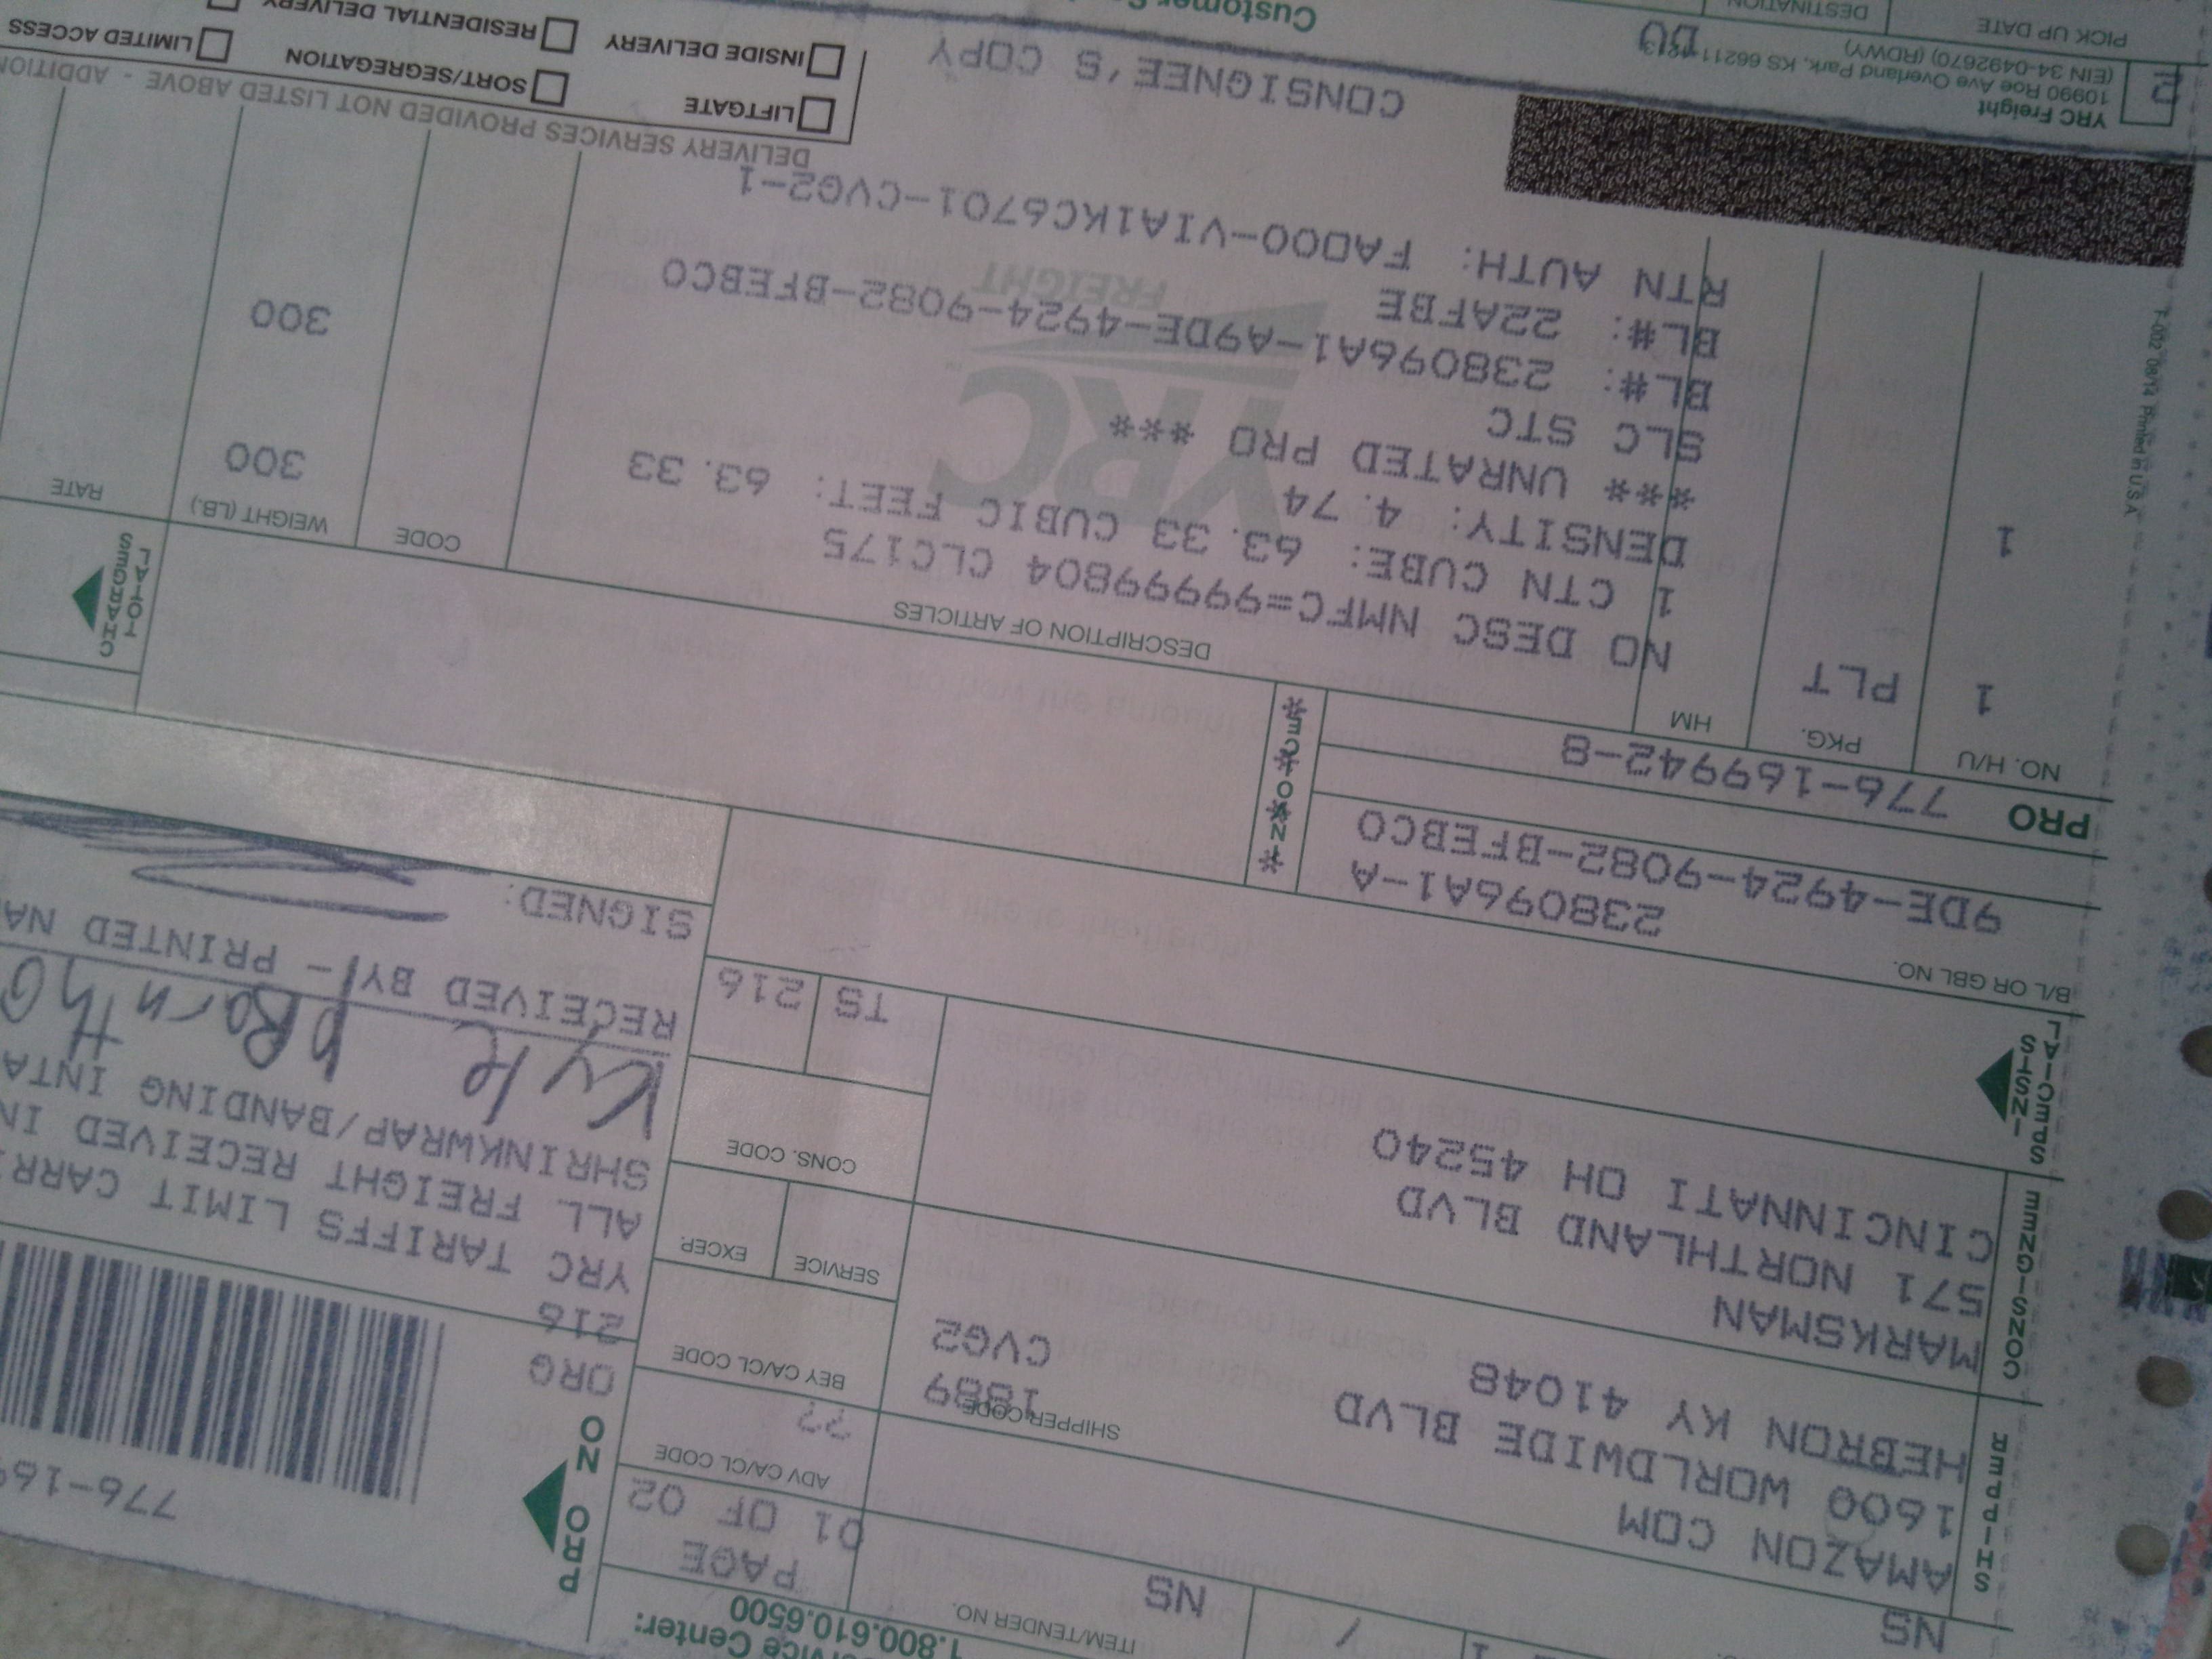 Service Center:
1.800.610.6500
NS
NS
/
ITEM/TENDER NO.
PAGE
01 OF 02
PRO
NO
SHIPPER
AMAZON COM
1600 WORLDWIDE BLVD
HEBRON KY 41048
SHIPPER CODE
1889
CVG2
ADV CA/CL CODE
??
BEY CA/CL CODE
ORG
216
CONSIGNEE
MARKSMAN
571 NORTHLAND BLVD
CINCINNATI OH 45240
SERVICE
EXCEP.
CONS. CODE
TS
216
YRC TARIFFS LIMIT
ALL FREIGHT RECEIVED
SHRINKWRAP/BANDING
Kyle
RECEIVED BY - PRINTED
SIGNED:
SPECIAL
INSTS
B/L OR GBL NO.
238096A1-A
9DE-4924-9082-BFEBC0
PRO
776-169942-8
NO. H/U
PKG.
HM
DESCRIPTION OF ARTICLES
CODE
WEIGHT (LB.)
RATE
TOTAL
CHARGES
1
PLT
NO DESC NMFC=99999804 CLC175
300
1 CTN CUBE: 63.33 CUBIC FEET: 63.33
DENSITY: 4.74
*** UNRATED PRO ***
SLC STC
1
300
BL#: 238096A1-A9DE-4924-9082-BFEBC0
BL#: 22AFBE
RTN AUTH: FAD00-VIA1KC6701-CVG2-1
YRC
FREIGHT
T-002 08/14 Printed in U.S.A.
DELIVERY SERVICES PROVIDED NOT LISTED ABOVE -
LIFTGATE
SORT/SEGREGATION
LIMITED ACCESS
INSIDE DELIVERY
RESIDENTIAL DELIVERY
CONSIGNEE'S COPY
YRC Freight
10990 Roe Ave Overland Park, KS 66211-1213
(EIN 34-0492670) (RDWY)
DU
PICK UP DATE
DESTINATION
Customer